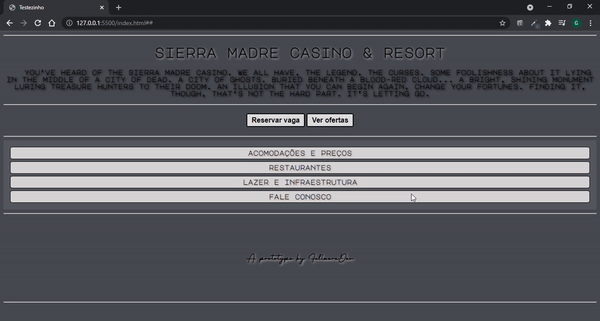 Testezinho
127.0.0.1:5500/index.html##
SIERRA MADRE CASINO & RESORT
YOU'VE HEARD OF THE SIERRA MADRE CASINO. WE ALL HAVE. THE LEGEND, THE CURSES. SOME FOOLISHNESS ABOUT IT LYING
IN THE MIDDLE OF A CITY OF DEAD. A CITY OF GHOSTS. BURIED BENEATH A BLOOD-RED CLOUD... A BRIGHT, SHINING MONUMENT
LURING TREASURE HUNTERS TO THEIR DOOM. AN ILLUSION THAT YOU CAN BEGIN AGAIN, CHANGE YOUR FORTUNES. FINDING IT,
THOUGH, THAT'S NOT THE HARD PART. IT'S LETTING GO.
Reservar vaga Ver ofertas
ACOMODAÇÕES E PREÇOS
RESTAURANTES
LAZER E INFRAESTRUTURA
FALE CONOSCO
A prototype by